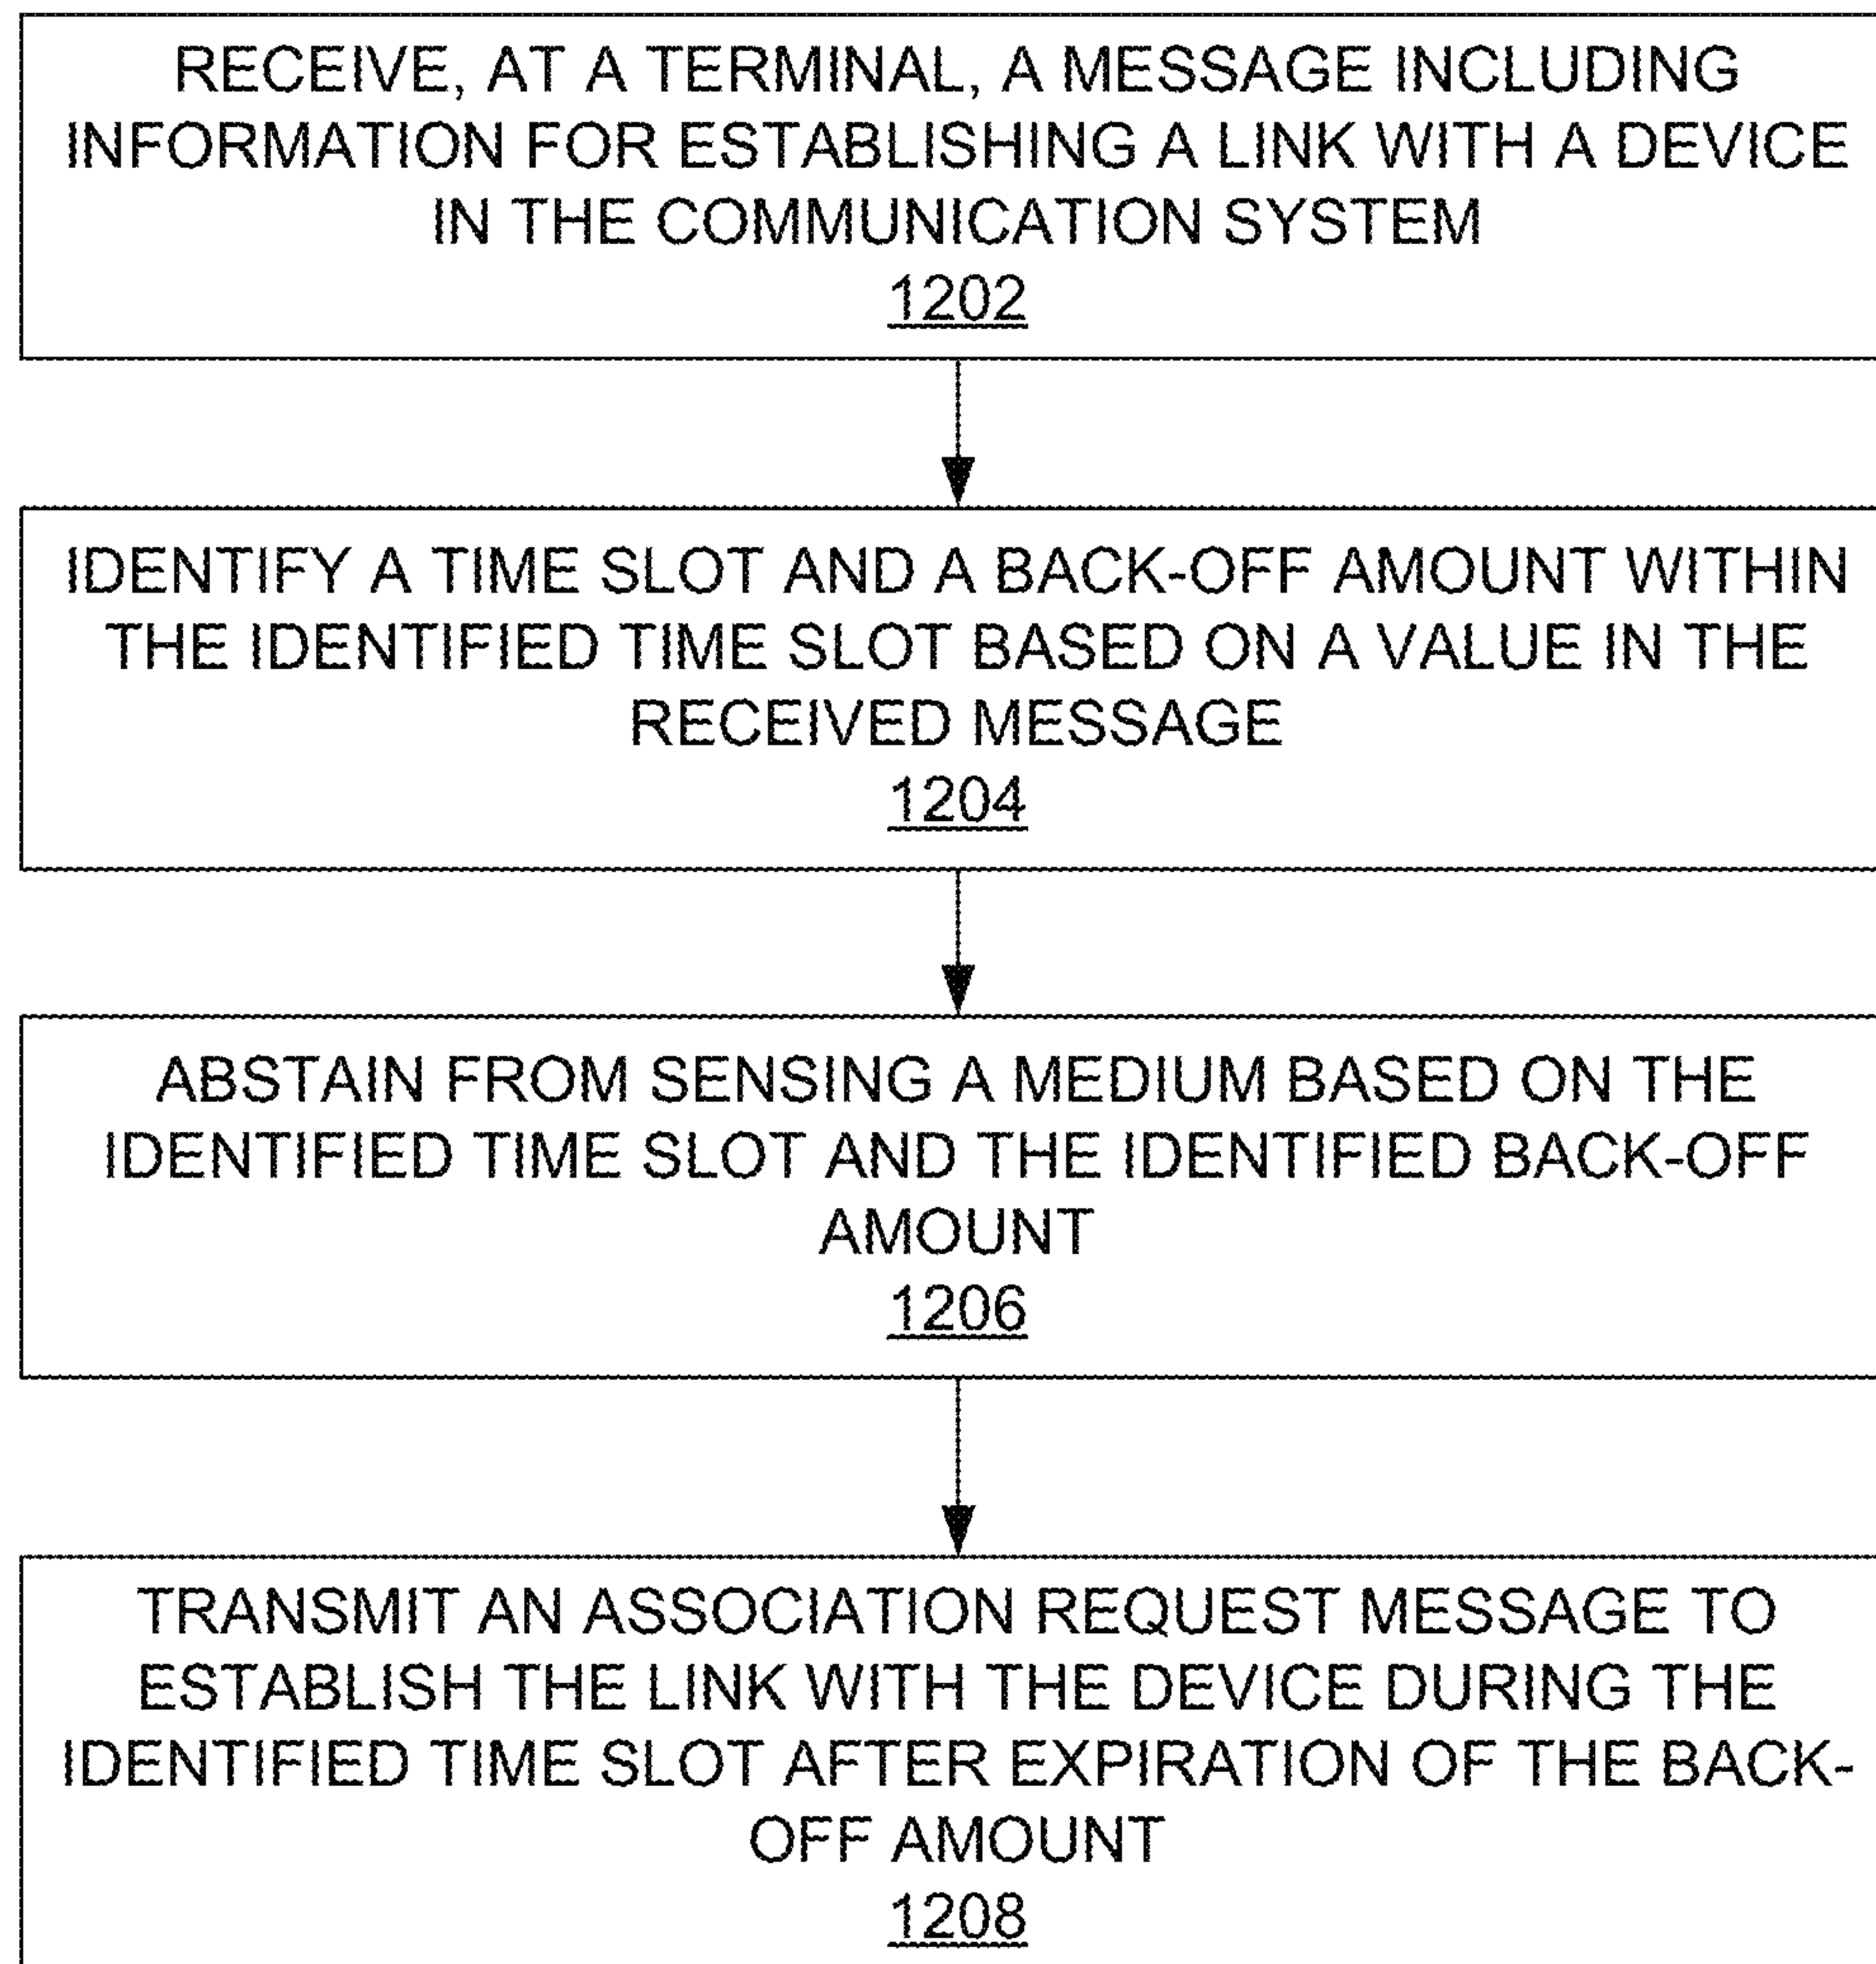 RECEIVE, AT A TERMINAL, A MESSAGE INCLUDING
INFORMATION FOR ESTABLISHING A LINK WITH A DEVICE
IN THE COMMUNICATION SYSTEM
1202
IDENTIFY A TIME SLOT AND A BACK-OFF AMOUNT WITHIN
THE IDENTIFIED TIME SLOT BASED ON A VALUE IN THE
RECEIVED MESSAGE
1204
ABSTAIN FROM SENSING A MEDIUM BASED ON THE
IDENTIFIED TIME SLOT AND THE IDENTIFIED BACK-OFF
AMOUNT
1206
TRANSMIT AN ASSOCIATION REQUEST MESSAGE TO
ESTABLISH THE LINK WITH THE DEVICE DURING THE
IDENTIFIED TIME SLOT AFTER EXPIRATION OF THE BACK-
OFF AMOUNT
1208